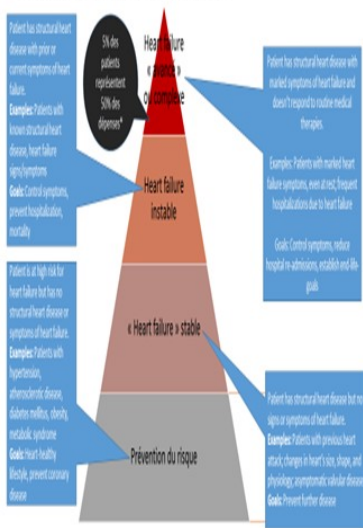 Patient has structural heart
disease with prior or
current symptoms of heart
failure.
Examples: Patients with
known structural heart
disease, heart failure
signs/symptoms
Goals: Control symptoms,
prevent hospitalization,
mortality
5% des
patients
représentent
50% des
dépenses*
Heart failure
« avancé »
ou complexe
Patient has structural heart disease with
marked symptoms of heart failure and
doesn't respond to routine medical
therapies.
Examples: Patients with marked heart
failure symptoms, even at rest; frequent
hospitalizations due to heart failure
Goals: Control symptoms, reduce
hospital re-admissions, establish end-life-
goals
Heart failure
instable
Patient is at high risk for
heart failure but has no
structural heart disease or
symptoms of heart failure.
Examples: Patients with
hypertension,
atherosclerotic disease,
diabetes mellitus, obesity,
metabolic syndrome
Goals: Heart-healthy
lifestyle, prevent coronary
disease
« Heart failure » stable
Patient has structural heart disease but no
signs or symptoms of heart failure.
Examples: Patients with previous heart
attack; changes in heart's size, shape, and
physiology; asymptomatic valvular disease
Goals: Prevent further disease
Prévention du risque